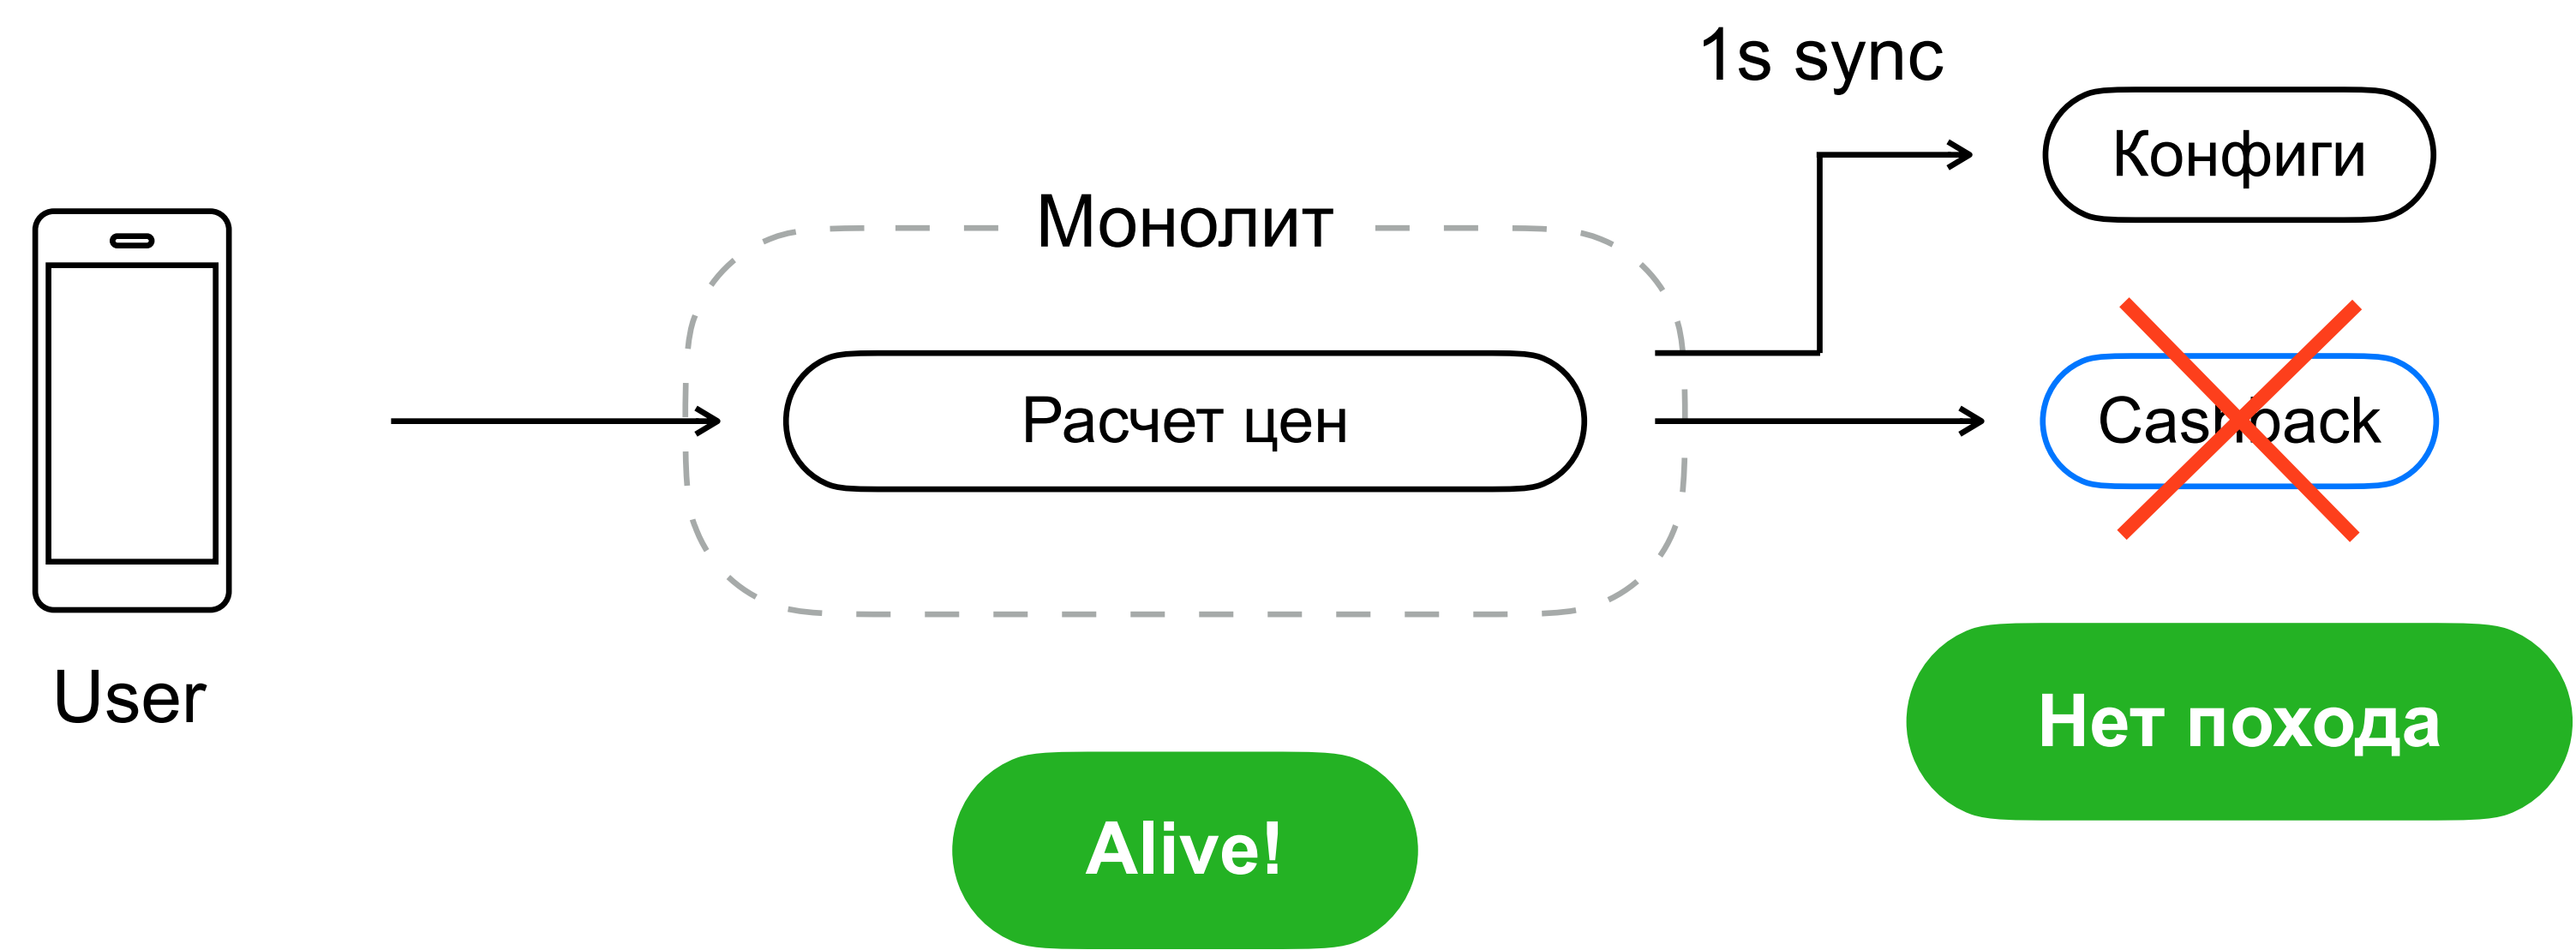 1s sync
Конфиги
Монолит
Расчет цен
Cashback
User
Нет похода
Alive!